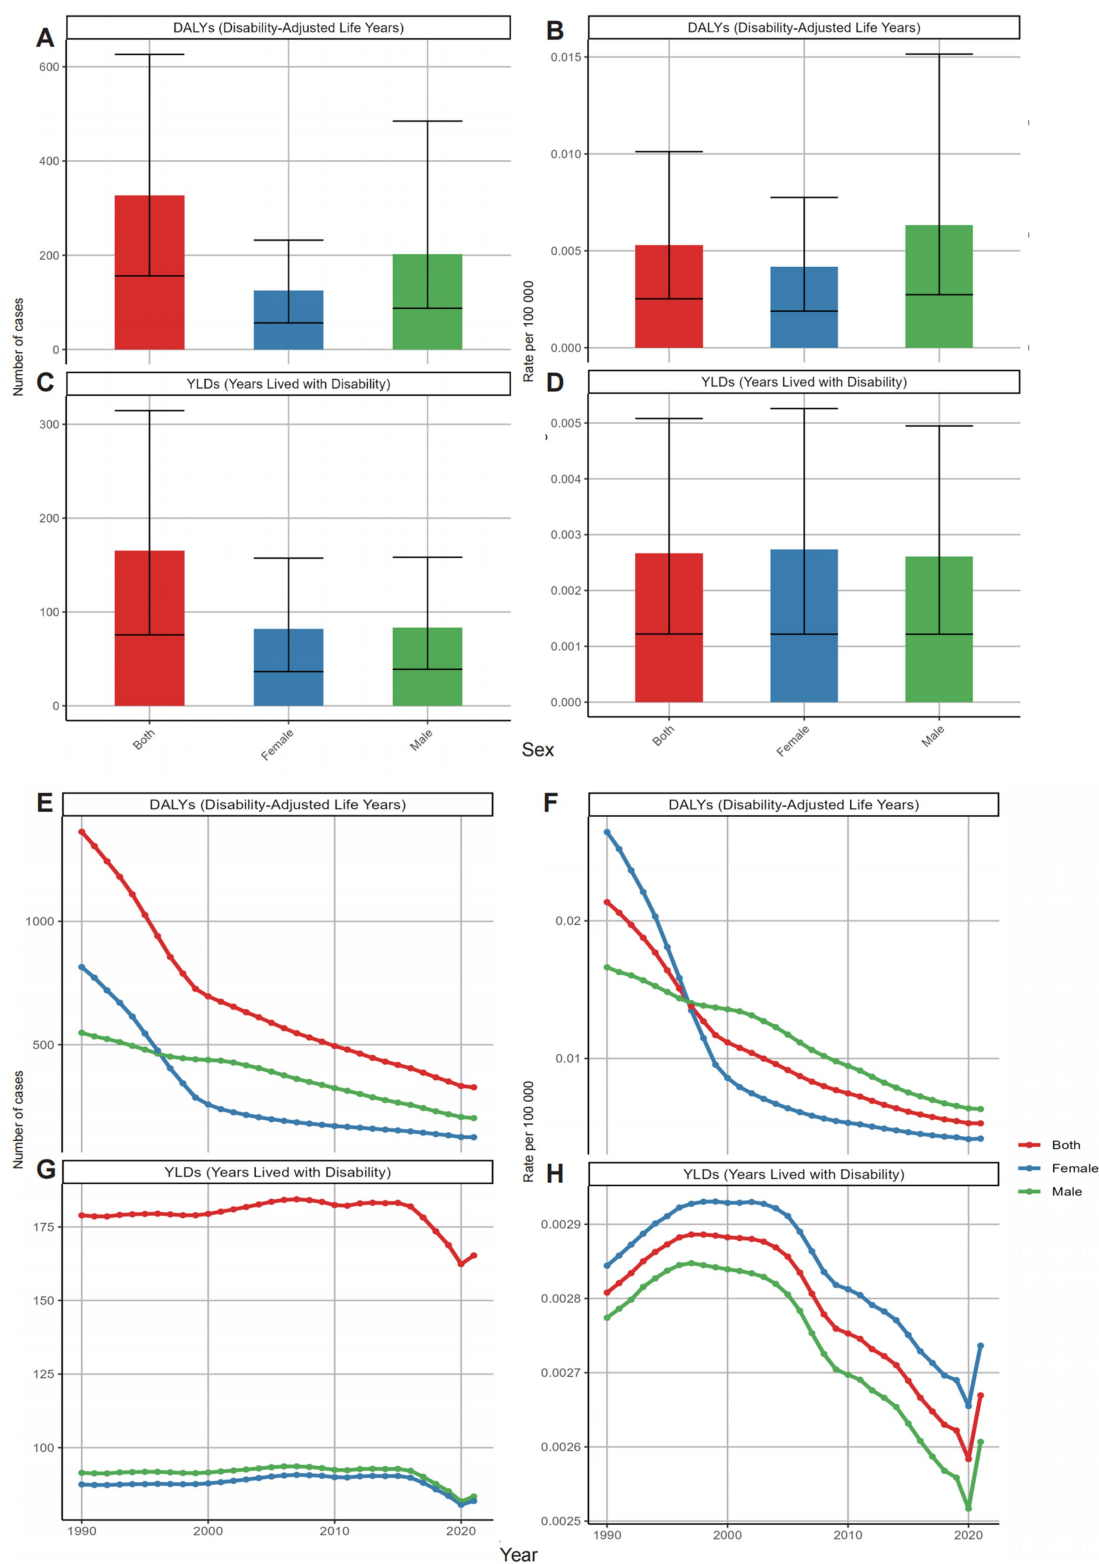 A
DALYs (Disability-Adjusted Life Years)
600
400
200
0
Number of cases
B
DALYs (Disability-Adjusted Life Years)
0.015
0.010
0.005
0.000
Rate per 100 000
C
YLDs (Years Lived with Disability)
300
200
100
0
Both
Female
Male
D
YLDs (Years Lived with Disability)
0.005
0.004
0.003
0.002
0.001
0.000
Both
Female
Male
Sex
E
DALYs (Disability-Adjusted Life Years)
1000
500
Number of cases
F
DALYs (Disability-Adjusted Life Years)
0.02
0.01
Rate per 100 000
Both
Female
Male
G
YLDs (Years Lived with Disability)
175
150
125
100
1990
2000
2010
2020
H
YLDs (Years Lived with Disability)
0.0029
0.0028
0.0027
0.0026
0.0025
1990
2000
2010
2020
Year